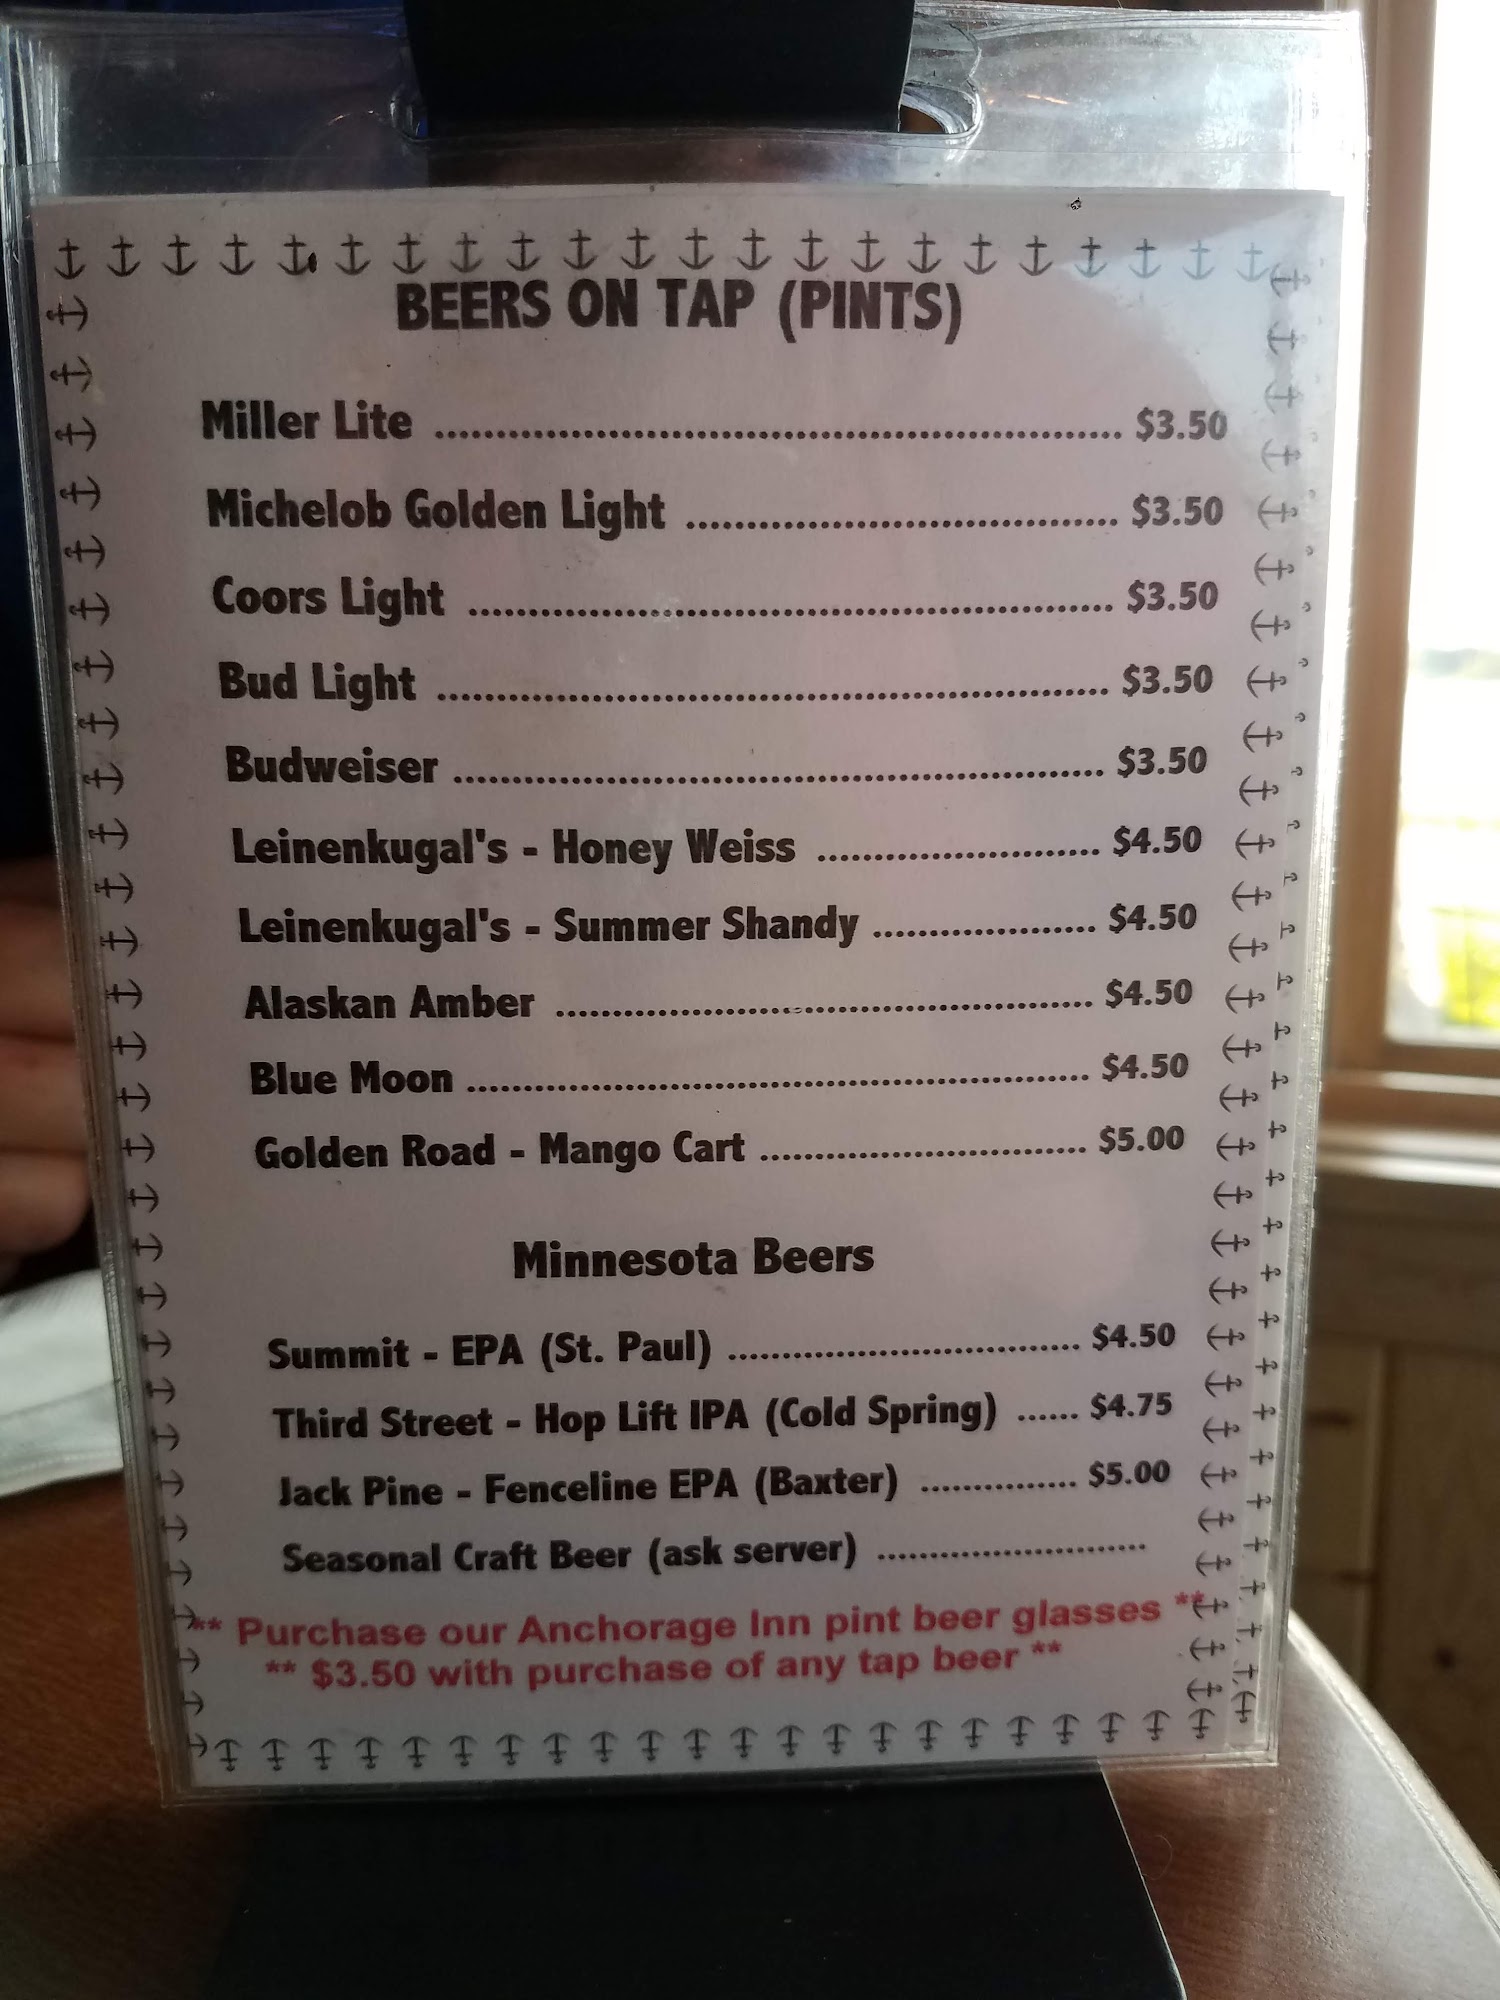 BEERS ON TAP (PINTS)
Miller Lite ........................................................ $3.50
Michelob Golden Light .................................... $3.50
Coors Light ...................................................... $3.50
Bud Light ......................................................... $3.50
Budweiser ........................................................ $3.50
Leinenkugal's - Honey Weiss ......................... $4.50
Leinenkugal's - Summer Shandy .................... $4.50
Alaskan Amber ................................................ $4.50
Blue Moon ....................................................... $4.50
Golden Road - Mango Cart ............................. $5.00
Minnesota Beers
Summit - EPA (St. Paul) ................................. $4.50
Third Street - Hop Lift IPA (Cold Spring) ...... $4.75
Jack Pine - Fenceline EPA (Baxter) ............... $5.00
Seasonal Craft Beer (ask server) ..........................
** Purchase our Anchorage Inn pint beer glasses **
** $3.50 with purchase of any tap beer **